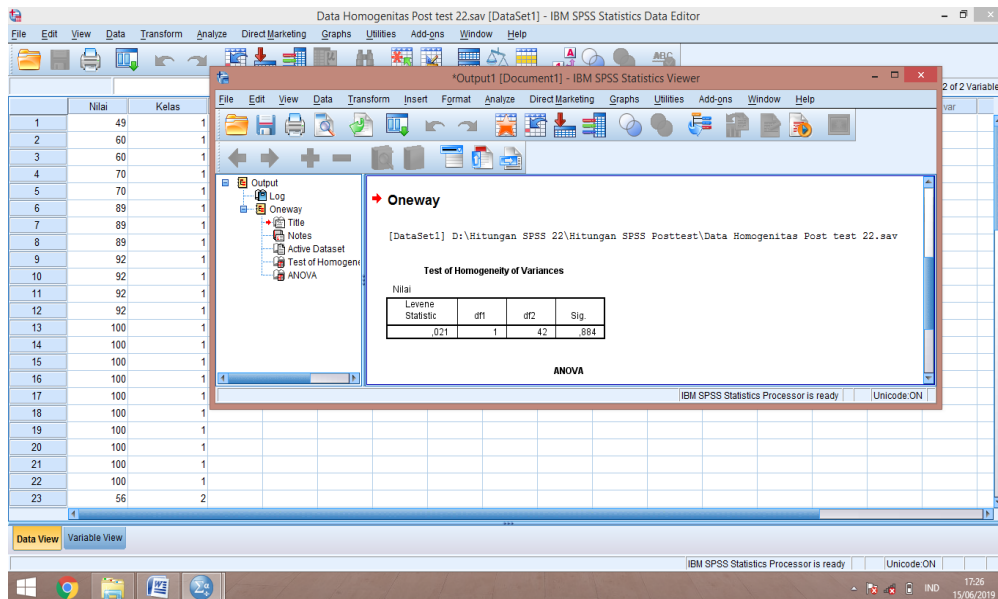 Data Homogenitas Post test 22.sav [DataSet1] - IBM SPSS Statistics Data Editor
File Edit View Data Transform Analyze Direct Marketing Graphs Utilities Add-ons Window Help
*Output1 [Document1] - IBM SPSS Statistics Viewer
2 of 2 Variable
File Edit View Data Transform Insert Format Analyze Direct Marketing Graphs Utilities Add-ons Window Help
Nilai Kelas var
1 49 1
2 60 1
3 60 1
4 70 1
5 70 1
6 89 1
7 89 1
8 89 1
9 92 1
10 92 1
11 92 1
12 92 1
13 100 1
14 100 1
15 100 1
16 100 1
17 100 1
18 100 1
19 100 1
20 100 1
21 100 1
22 100 1
23 56 2
Output
Log
Oneway
Title
Notes
Active Dataset
Test of Homogene
ANOVA
Oneway
[DataSet1] D:\Hitungan SPSS 22\Hitungan SPSS Posttest\Data Homogenitas Post test 22.sav
Test of Homogeneity of Variances
Nilai
Levene Statistic df1 df2 Sig.
,021 1 42 ,884
ANOVA
IBM SPSS Statistics Processor is ready Unicode:ON
Data View Variable View
IBM SPSS Statistics Processor is ready Unicode:ON
IND 17:26
15/06/2019